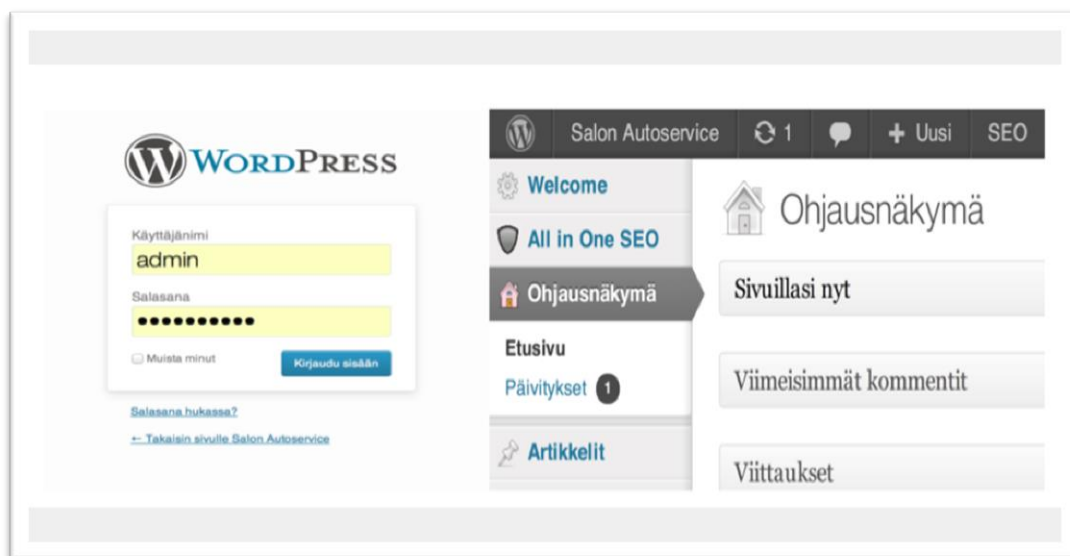 WORDPRESS
Käyttäjänimi
admin
Salasana
••••••••••
Muista minut
Kirjaudu sisään
Salasana hukassa?
← Takaisin sivulle Salon Autoservice
Salon Autoservice 1 + Uusi SEO
Welcome
All in One SEO
Ohjausnäkymä
Etusivu
Päivitykset 1
Artikkelit
Ohjausnäkymä
Sivuillasi nyt
Viimeisimmät kommentit
Viittaukset